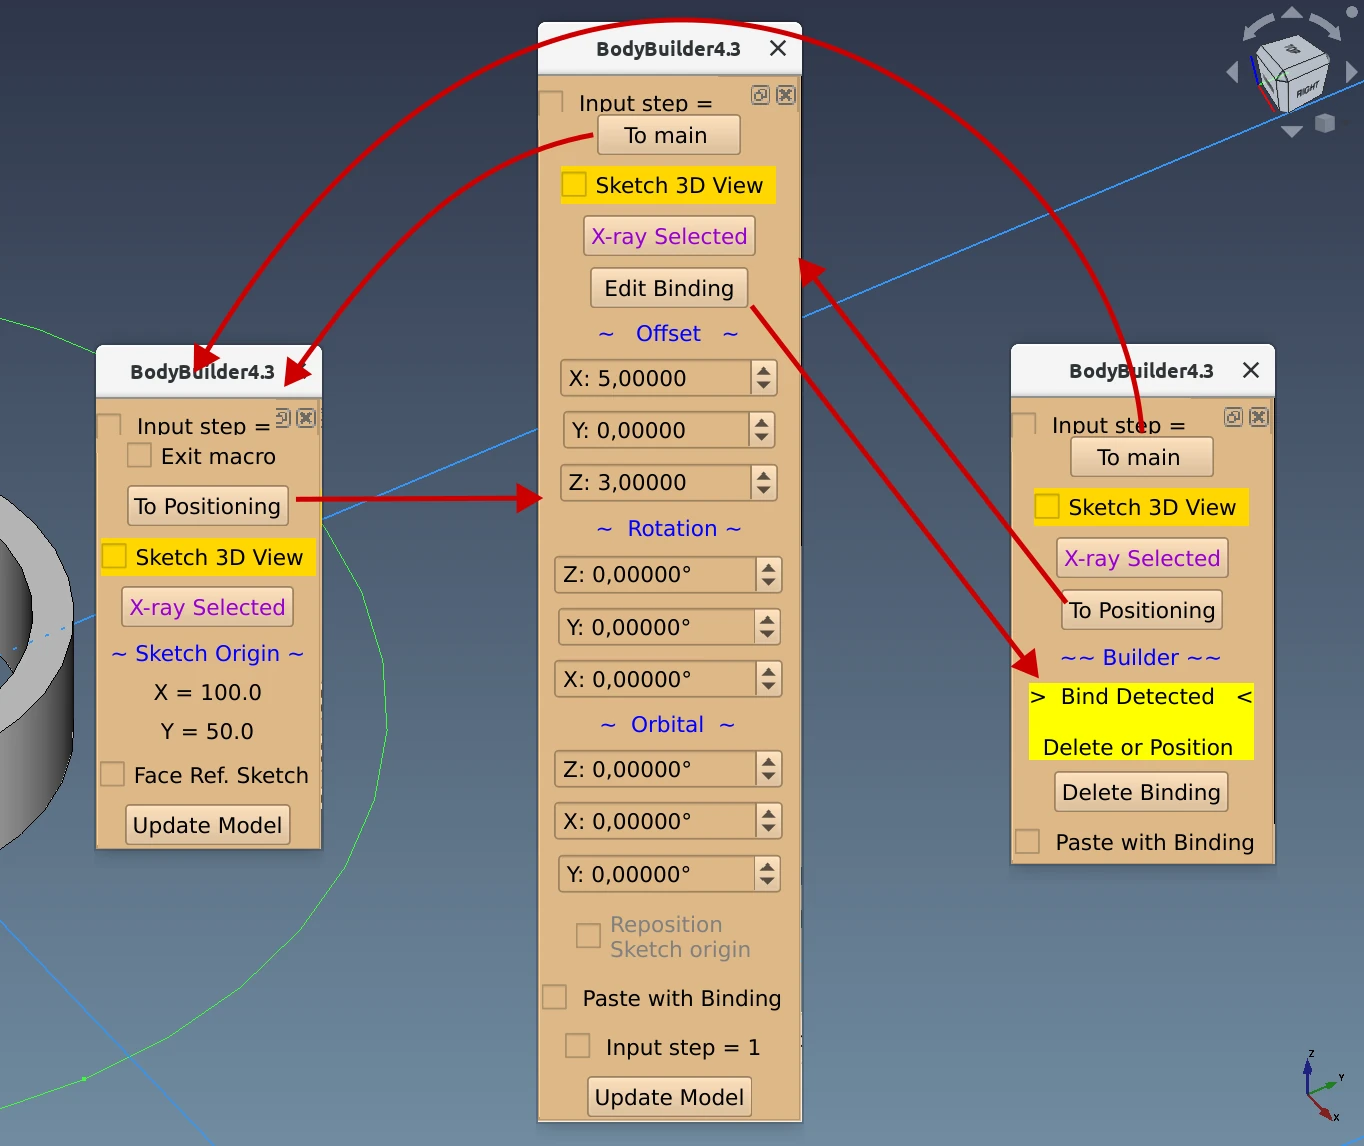 BodyBuilder4.3
Input step =
Exit macro
To Positioning
Sketch 3D View
X-ray Selected
~ Sketch Origin ~
X = 100.0
Y = 50.0
Face Ref. Sketch
Update Model
BodyBuilder4.3
Input step =
To main
Sketch 3D View
X-ray Selected
Edit Binding
~ Offset ~
X: 5,00000
Y: 0,00000
Z: 3,00000
~ Rotation ~
Z: 0,00000°
Y: 0,00000°
X: 0,00000°
~ Orbital ~
Z: 0,00000°
X: 0,00000°
Y: 0,00000°
Reposition
Sketch origin
Paste with Binding
Input step = 1
Update Model
BodyBuilder4.3
Input step =
To main
Sketch 3D View
X-ray Selected
To Positioning
~~ Builder ~~
> Bind Detected <
Delete or Position
Delete Binding
Paste with Binding
TOP
RIGHT
Z
Y
X